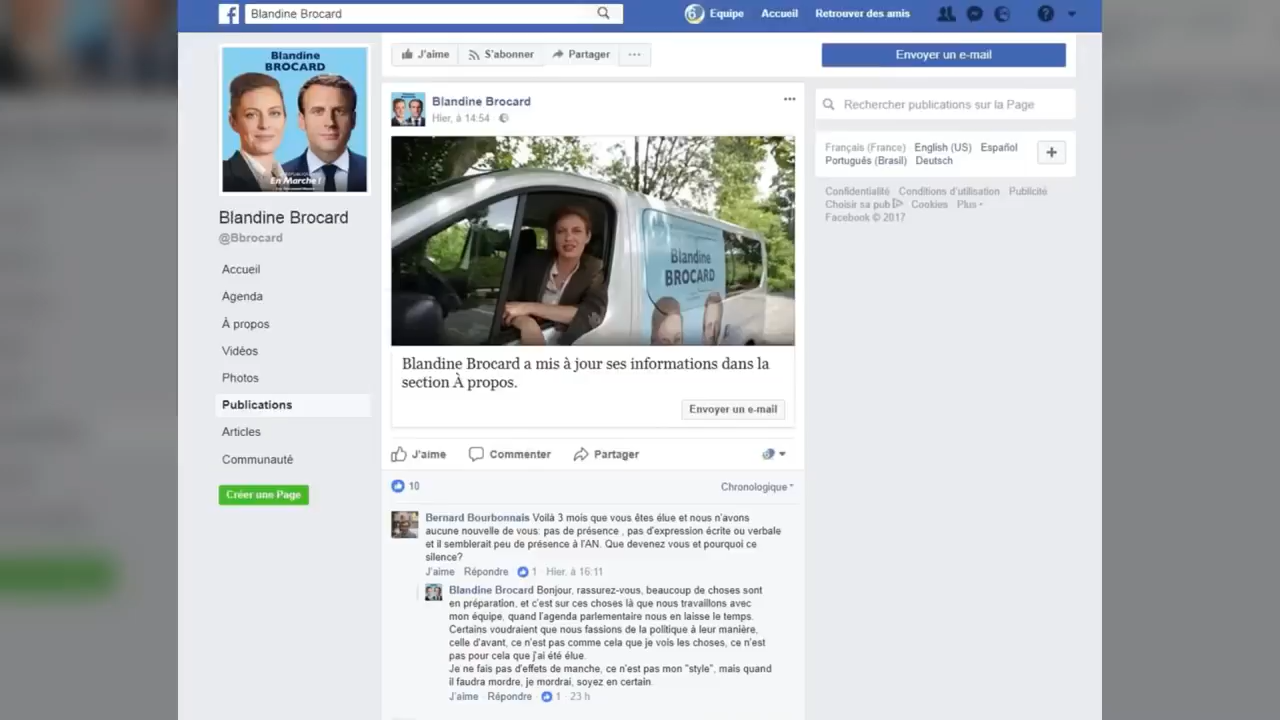 Blandine Brocard
Equipe
Accueil
Retrouver des amis
Blandine
BROCARD
En Marche !
Blandine Brocard
@Bbrocard
Accueil
Agenda
À propos
Vidéos
Photos
Publications
Articles
Communauté
Créer une Page
J'aime
S'abonner
Partager
Blandine Brocard
Hier, à 14:54
Blandine
BROCARD
Blandine Brocard a mis à jour ses informations dans la
section À propos.
Envoyer un e-mail
J'aime
Commenter
Partager
10
Chronologique
Bernard Bourbonnais Voilà 3 mois que vous êtes élue et nous n'avons
aucune nouvelle de vous: pas de présence , pas d'expression écrite ou verbale
et il semblerait peu de présence à l'AN. Que devenez vous et pourquoi ce
silence?
J'aime · Répondre · 1 · Hier, à 16:11
Blandine Brocard Bonjour, rassurez-vous, beaucoup de choses sont
en préparation, et c'est sur ces choses là que nous travaillons avec
mon équipe, quand l'agenda parlementaire nous en laisse le temps.
Certains voudraient que nous fassions de la politique à leur manière,
celle d'avant, ce n'est pas comme cela que je vois les choses, ce n'est
pas pour cela que j'ai été élue.
Je ne fais pas d'effets de manche, ce n'est pas mon "style", mais quand
il faudra mordre, je mordrai, soyez en certain.
J'aime · Répondre · 1 · 23 h
Envoyer un e-mail
Rechercher publications sur la Page
Français (France) English (US) Español
Português (Brasil) Deutsch
Confidentialité Conditions d'utilisation Publicité
Choisir sa pub Cookies Plus
Facebook © 2017